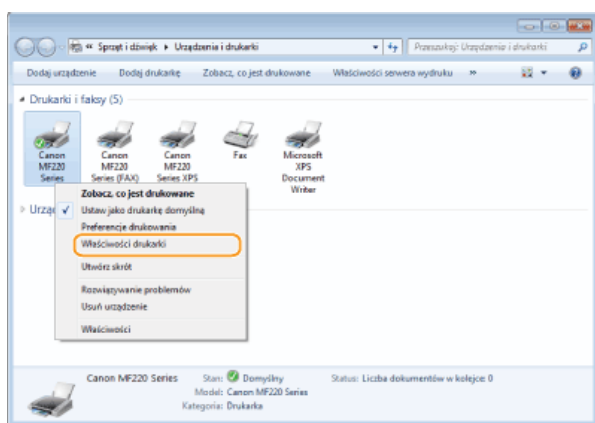 « Sprzęt i dźwięk ▸ Urządzenia i drukarki
Przeszukaj: Urządzenia i drukarki
Dodaj urządzenie Dodaj drukarkę Zobacz, co jest drukowane Właściwości serwera wydruku »
Drukarki i faksy (5)
Canon MF220 Series
Canon MF220 Series (FAX)
Canon MF220 Series XPS
Fax
Microsoft XPS Document Writer
Urzą
Zobacz, co jest drukowane
Ustaw jako drukarkę domyślną
Preferencje drukowania
Właściwości drukarki
Utwórz skrót
Rozwiązywanie problemów
Usuń urządzenie
Właściwości
Canon MF220 Series Stan: Domyślny Status: Liczba dokumentów w kolejce: 0
Model: Canon MF220 Series
Kategoria: Drukarka